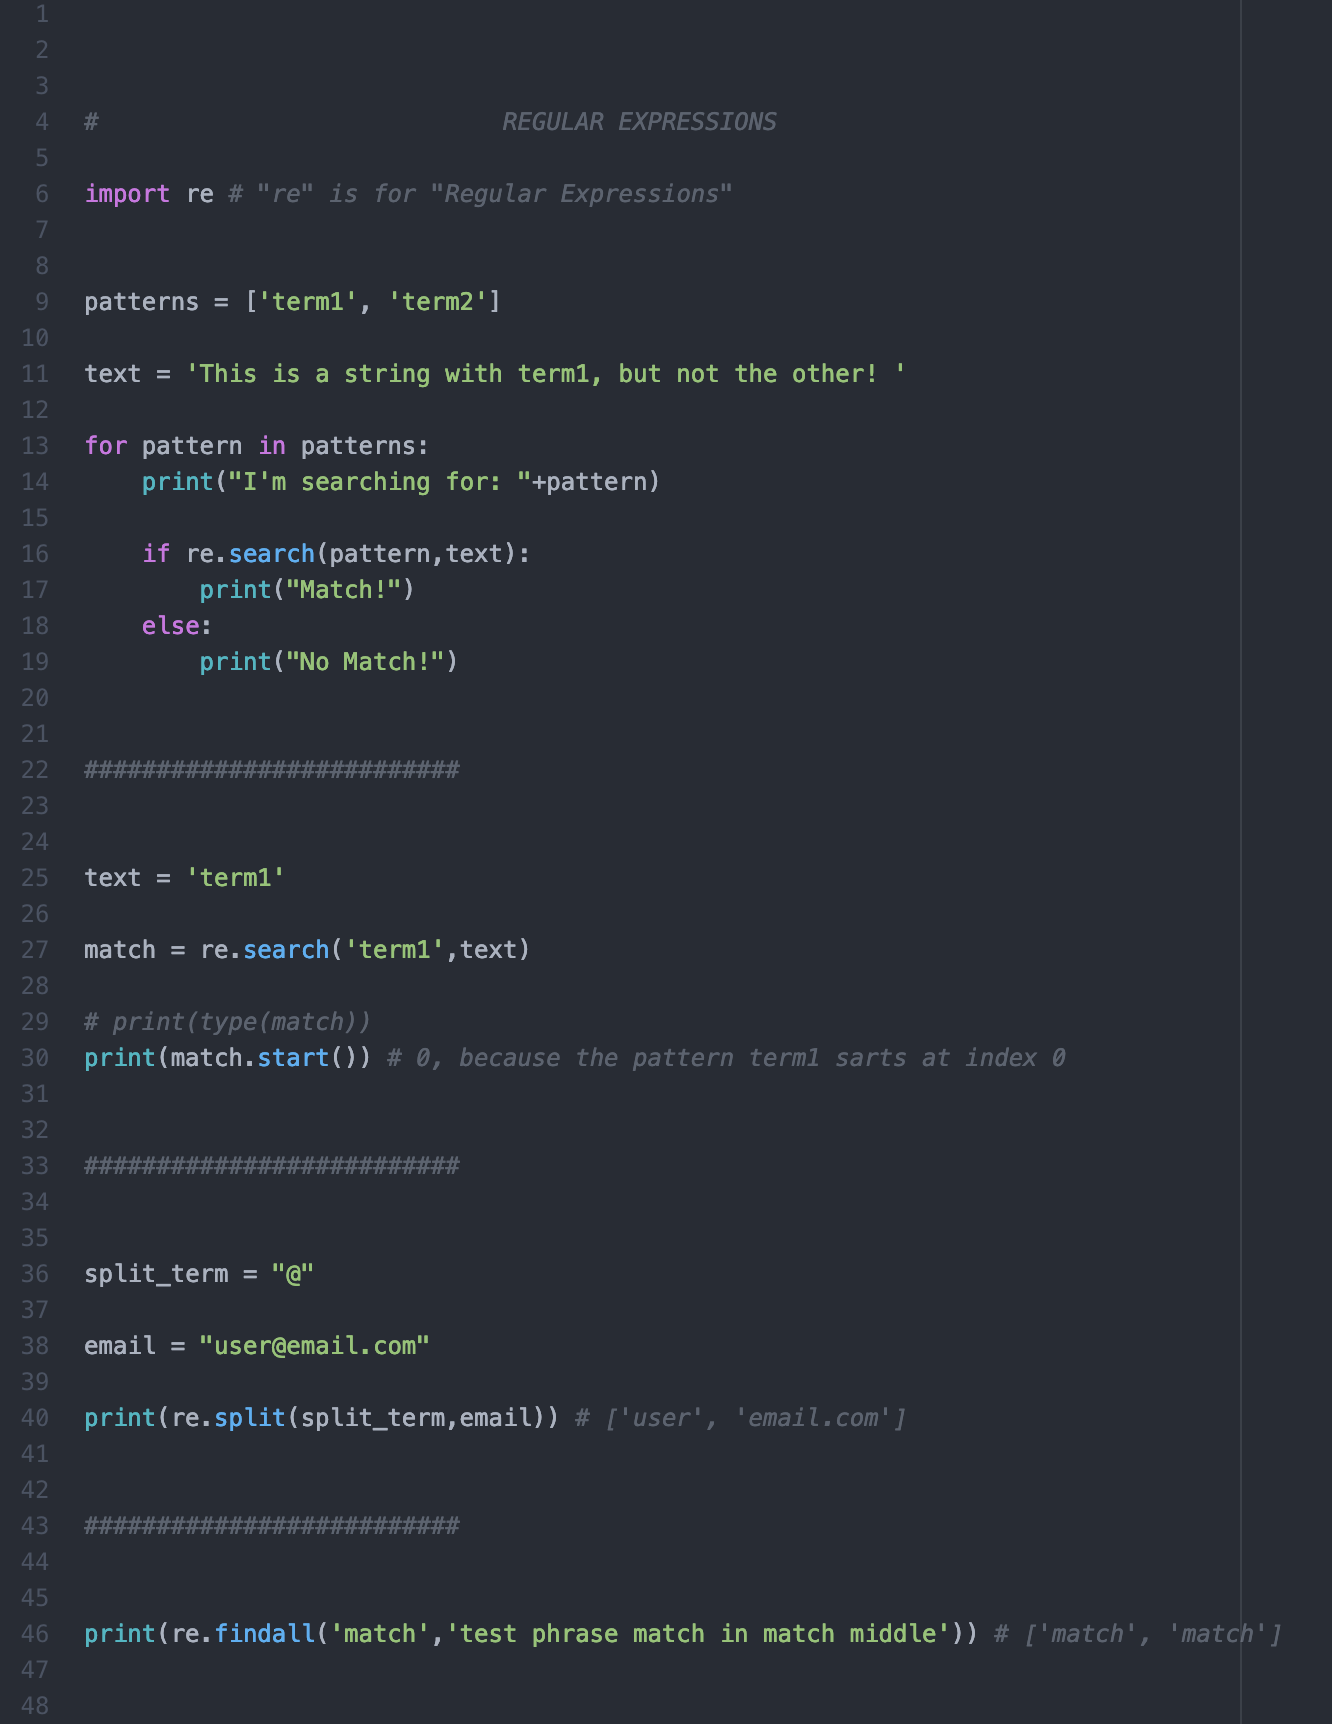 1
2
3
4 # REGULAR EXPRESSIONS
5
6 import re # "re" is for "Regular Expressions"
7
8
9 patterns = ['term1', 'term2']
10
11 text = 'This is a string with term1, but not the other! '
12
13 for pattern in patterns:
14     print("I'm searching for: "+pattern)
15
16     if re.search(pattern,text):
17         print("Match!")
18     else:
19         print("No Match!")
20
21
22 ##########################
23
24
25 text = 'term1'
26
27 match = re.search('term1',text)
28
29 # print(type(match))
30 print(match.start()) # 0, because the pattern term1 sarts at index 0
31
32
33 ##########################
34
35
36 split_term = "@"
37
38 email = "user@email.com"
39
40 print(re.split(split_term,email)) # ['user', 'email.com']
41
42
43 ##########################
44
45
46 print(re.findall('match','test phrase match in match middle')) # ['match', 'match']
47
48